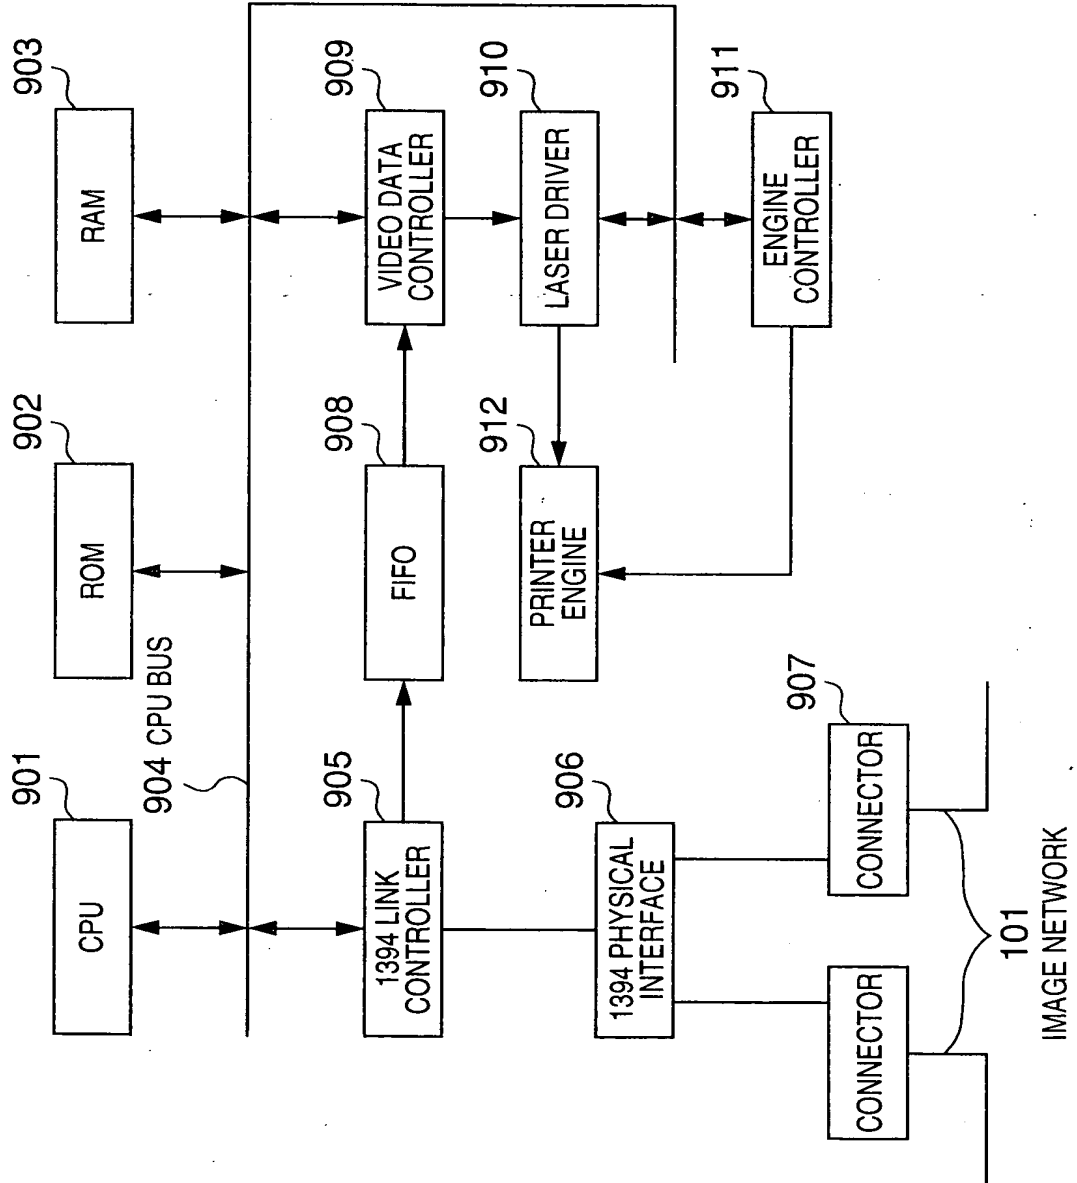 901
CPU
902
ROM
903
RAM
904 CPU BUS
905
1394 LINK
CONTROLLER
908
FIFO
909
VIDEO DATA
CONTROLLER
906
1394 PHYSICAL
INTERFACE
912
PRINTER
ENGINE
910
LASER DRIVER
911
ENGINE
CONTROLLER
CONNECTOR
907
CONNECTOR
101
IMAGE NETWORK